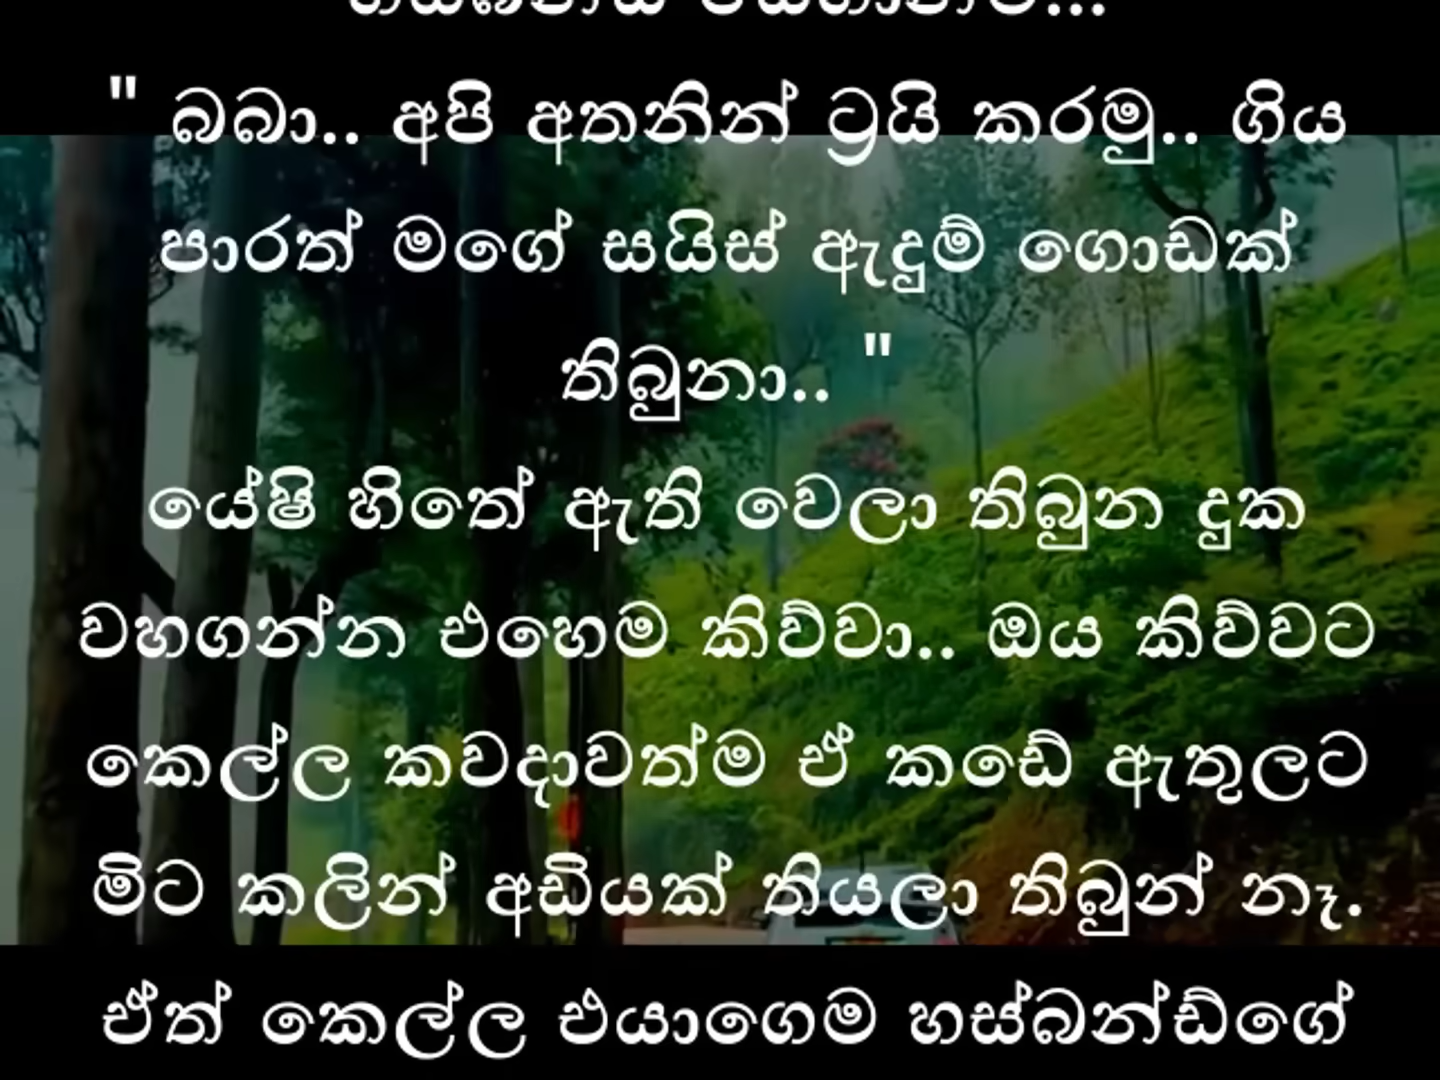 " බබා.. අපි අතනින් ට්‍රයි කරමු.. ගිය
පාරත් මගේ සයිස් ඇදුම් ගොඩක්
තිබුනා.. "
යේෂි හිතේ ඇති වෙලා තිබුන දුක
වහගන්න එහෙම කිව්වා.. ඔය කිව්වට
කෙල්ල කවදාවත්ම ඒ කඩේ ඇතුලට
මිට කලින් අඩියක් තියලා තිබුන් නෑ.
ඒත් කෙල්ල එයාගෙම හස්බන්ඩ්ගේ